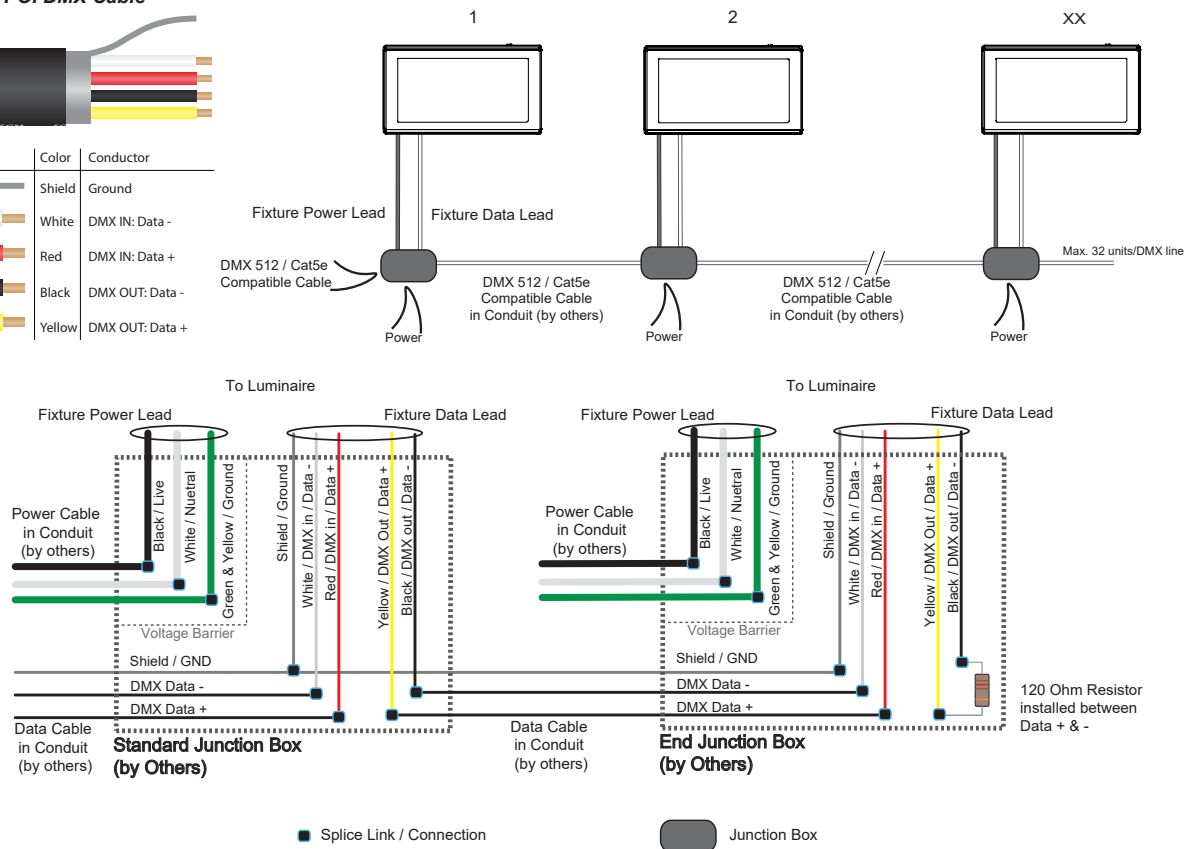 DMX Cable
1
2
XX
Color Conductor
Shield Ground
White DMX IN: Data -
Red DMX IN: Data +
Black DMX OUT: Data -
Yellow DMX OUT: Data +
Fixture Power Lead
Fixture Data Lead
DMX 512 / Cat5e
Compatible Cable
DMX 512 / Cat5e
Compatible Cable
in Conduit (by others)
DMX 512 / Cat5e
Compatible Cable
in Conduit (by others)
Max. 32 units/DMX line
Power
Power
Power
To Luminaire
Fixture Power Lead
Fixture Data Lead
Power Cable
in Conduit
(by others)
Black / Live
White / Nuetral
Green & Yellow / Ground
Shield / Ground
White / DMX in / Data -
Red / DMX in / Data +
Yellow / DMX Out / Data +
Black / DMX out / Data -
Voltage Barrier
Shield / GND
DMX Data -
DMX Data +
Data Cable
in Conduit
(by others)
Standard Junction Box
(by Others)
To Luminaire
Fixture Power Lead
Fixture Data Lead
Power Cable
in Conduit
(by others)
Black / Live
White / Nuetral
Green & Yellow / Ground
Shield / Ground
White / DMX in / Data -
Red / DMX in / Data +
Yellow / DMX Out / Data +
Black / DMX out / Data -
Voltage Barrier
Shield / GND
DMX Data -
DMX Data +
Data Cable
in Conduit
(by others)
End Junction Box
(by Others)
120 Ohm Resistor
installed between
Data + & -
Splice Link / Connection
Junction Box